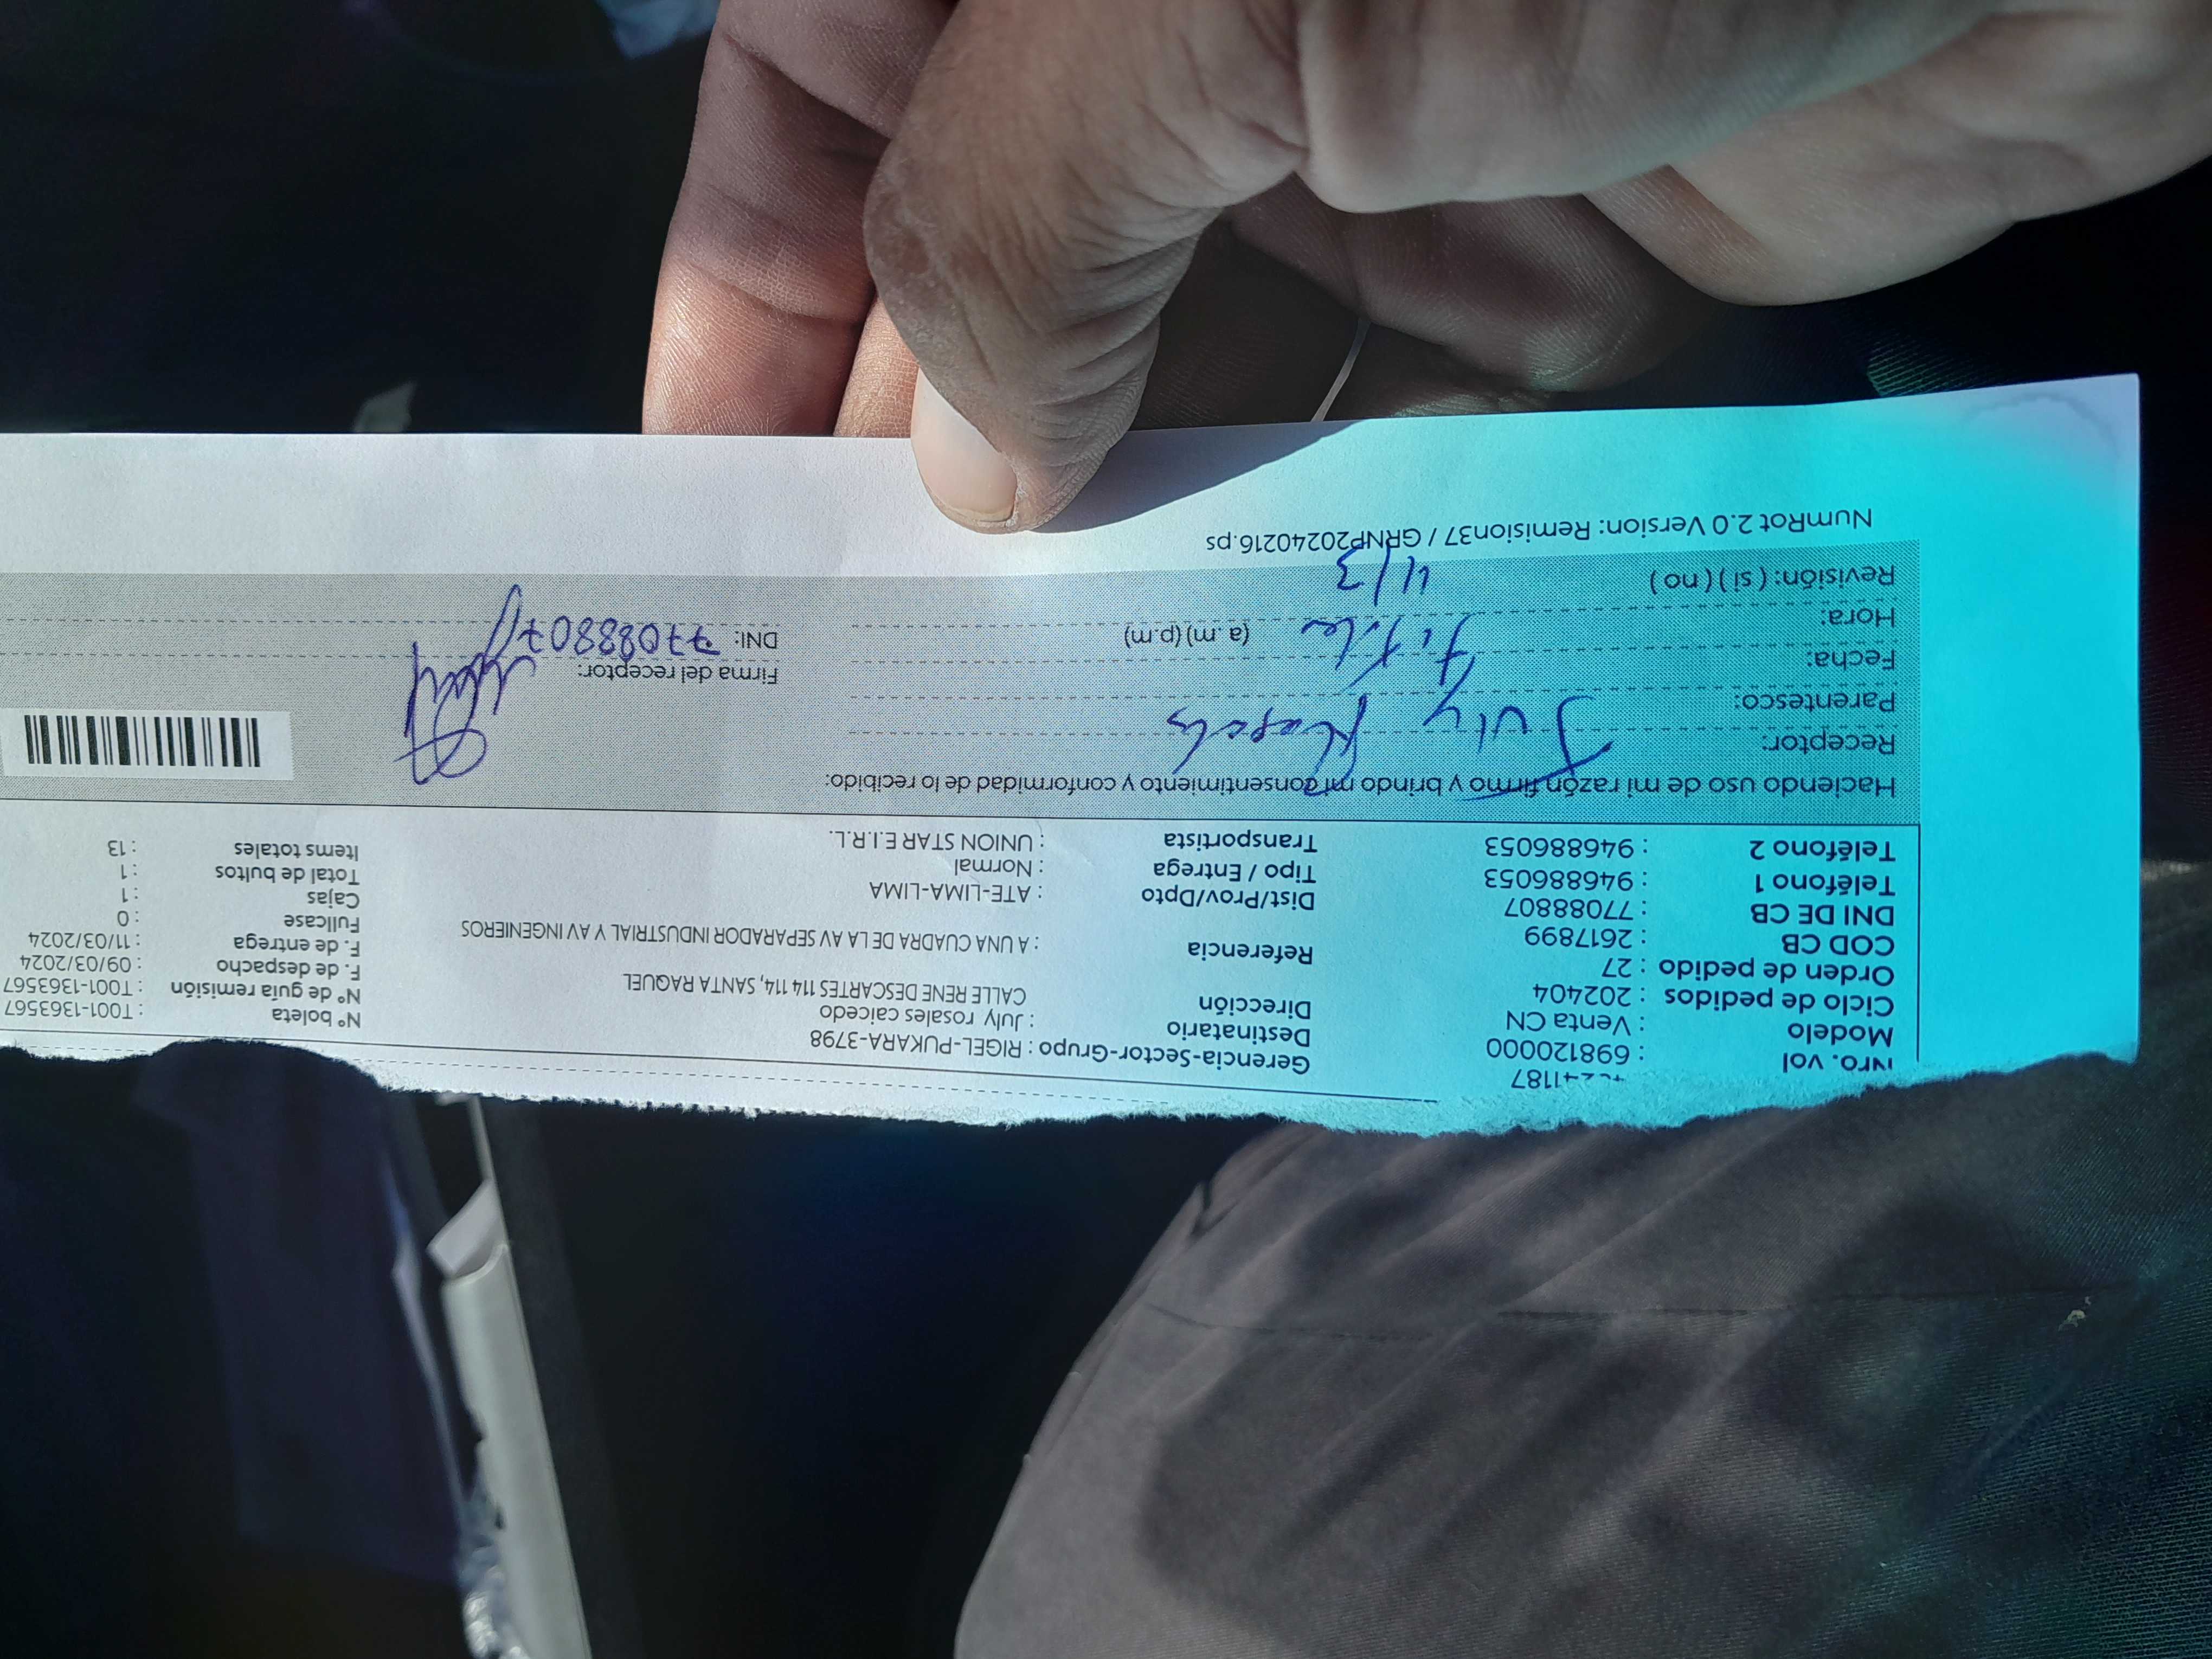 41187
Nro. vol : 698120000
Modelo : Venta CN
Ciclo de pedidos : 202404
Orden de pedido : 27
COD CB : 2617899
DNI DE CB : 77088807
Teléfono 1 : 946886053
Teléfono 2 : 946886053
Gerencia-Sector-Grupo : RIGEL-PUKARA-3798
Destinatario : July rosales caicedo
Dirección CALLE RENE DESCARTES 114 114, SANTA RAQUEL
Referencia : A UNA CUADRA DE LA AV SEPARADOR INDUSTRIAL Y AV INGENIEROS
Dist/Prov/Dpto : ATE-LIMA-LIMA
Tipo / Entrega : Normal
Transportista : UNION STAR E.I.R.L.
N° boleta : T001-1363567
N° de guia remisión : T001-1363567
F. de despacho : 09/03/2024
F. de entrega : 11/03/2024
Fullcase : 0
Cajas : 1
Total de bultos : 1
Items totales : 13
Haciendo uso de mi razón firmo y brindo mi consentimiento y conformidad de lo recibido:
Receptor: July Rosales
Parentesco:
Fecha:
Hora: (a.m) (p.m)
Revisión: ( si ) ( no ) 11/3
Firma del receptor:
DNI: 77088807
NumRot 2.0 Version: Remision37 / GRNP20240216.ps